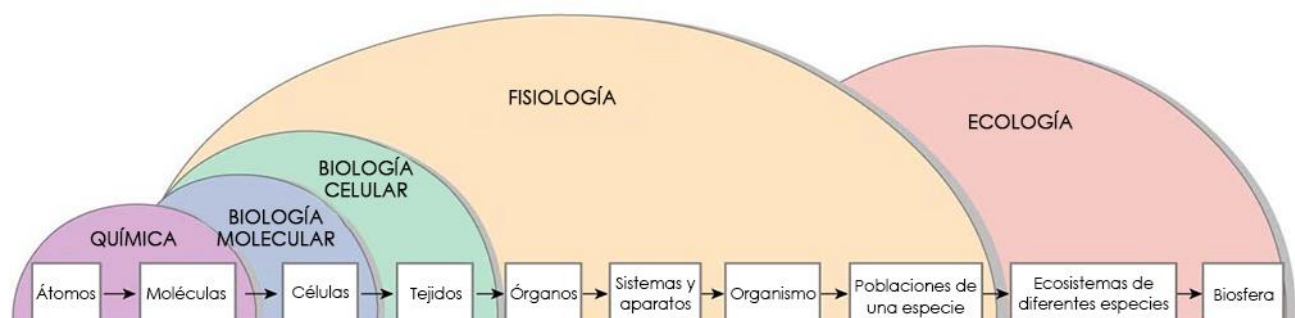 FISIOLOGÍA
ECOLOGÍA
BIOLOGÍA
CELULAR
BIOLOGÍA
MOLECULAR
QUÍMICA
Átomos
Moléculas
Células
Tejidos
Órganos
Sistemas y
aparatos
Organismo
Poblaciones de
una especie
Ecosistemas de
diferentes especies
Biosfera